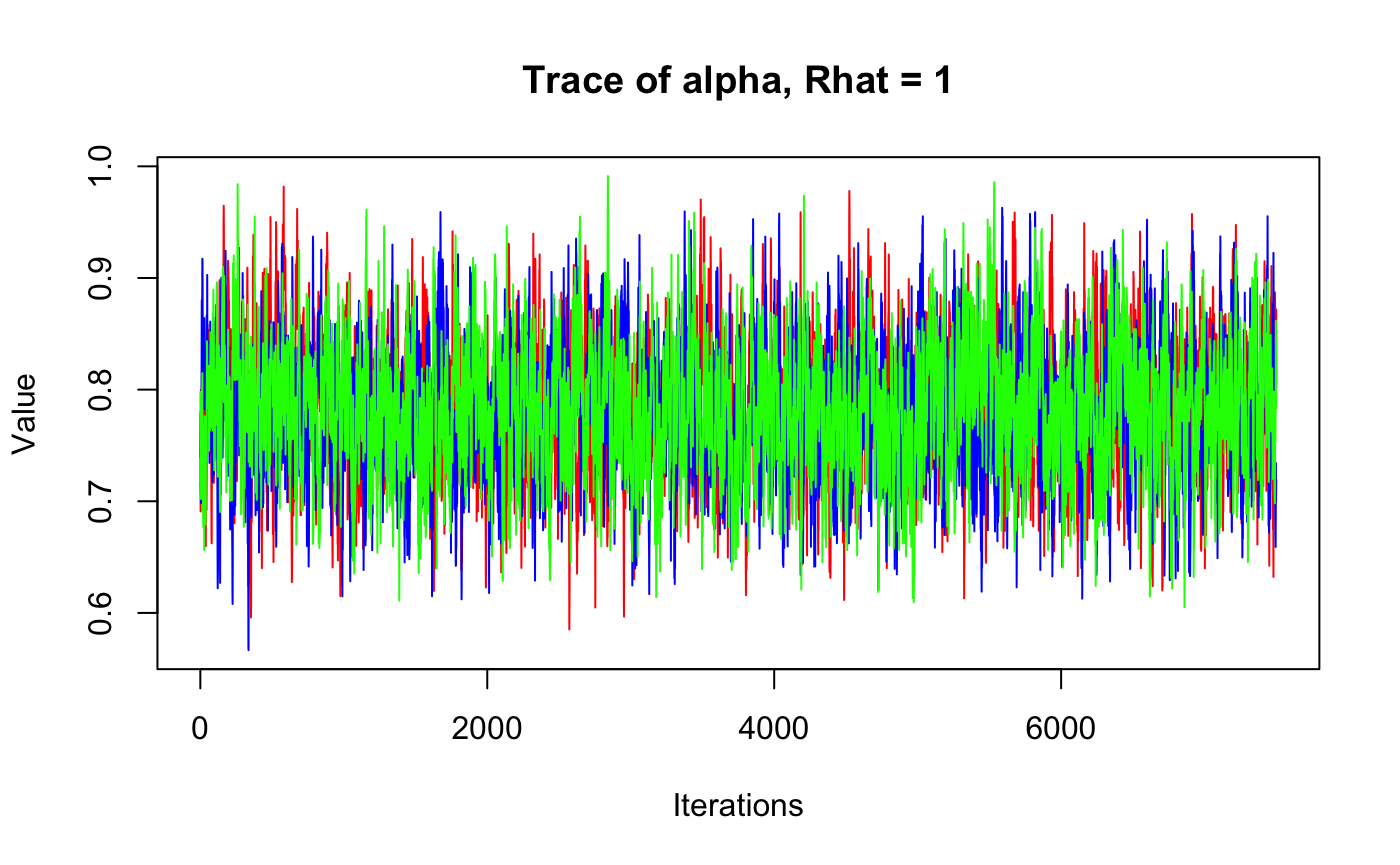 Trace of alpha, Rhat = 1
Value
1.0
0.9
0.8
0.7
0.6
0 2000 4000 6000
Iterations